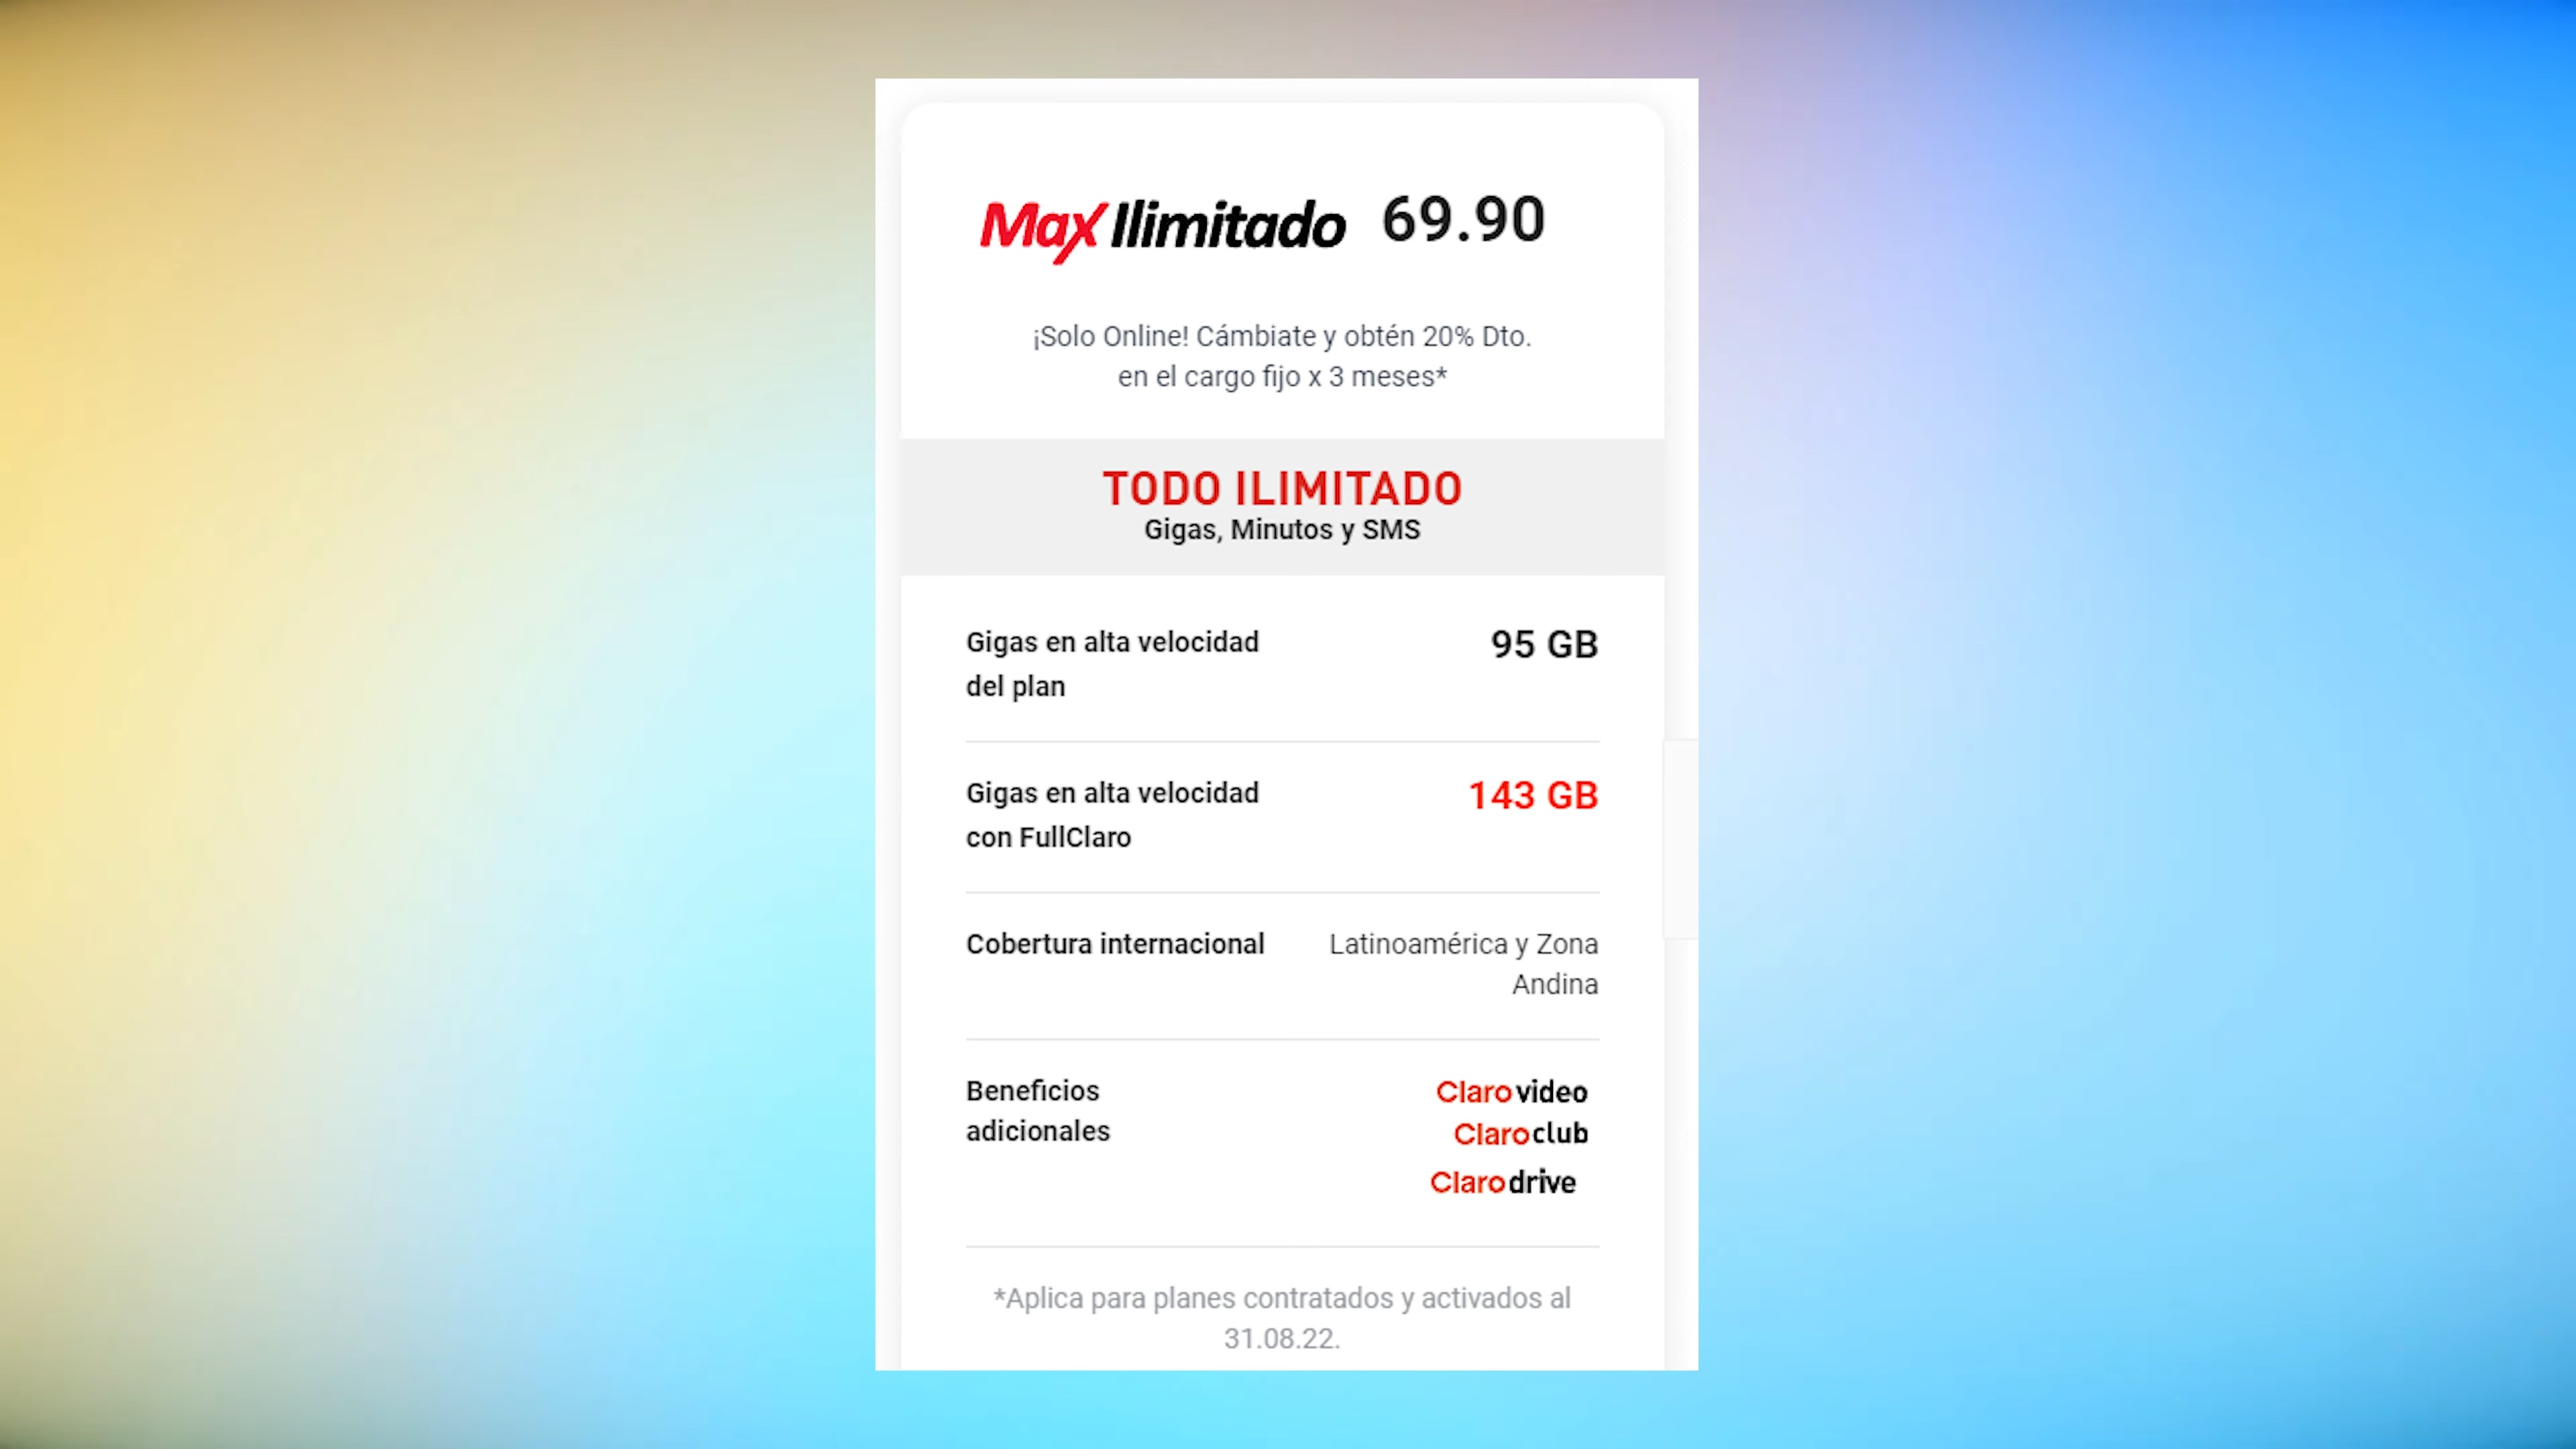 Max Ilimitado 69.90
¡Solo Online! Cámbiate y obtén 20% Dto.
en el cargo fijo x 3 meses*
TODO ILIMITADO
Gigas, Minutos y SMS
Gigas en alta velocidad 95 GB
del plan
Gigas en alta velocidad 143 GB
con FullClaro
Cobertura internacional Latinoamérica y Zona
Andina
Beneficios Claro video
adicionales Claro club
Claro drive
*Aplica para planes contratados y activados al
31.08.22.